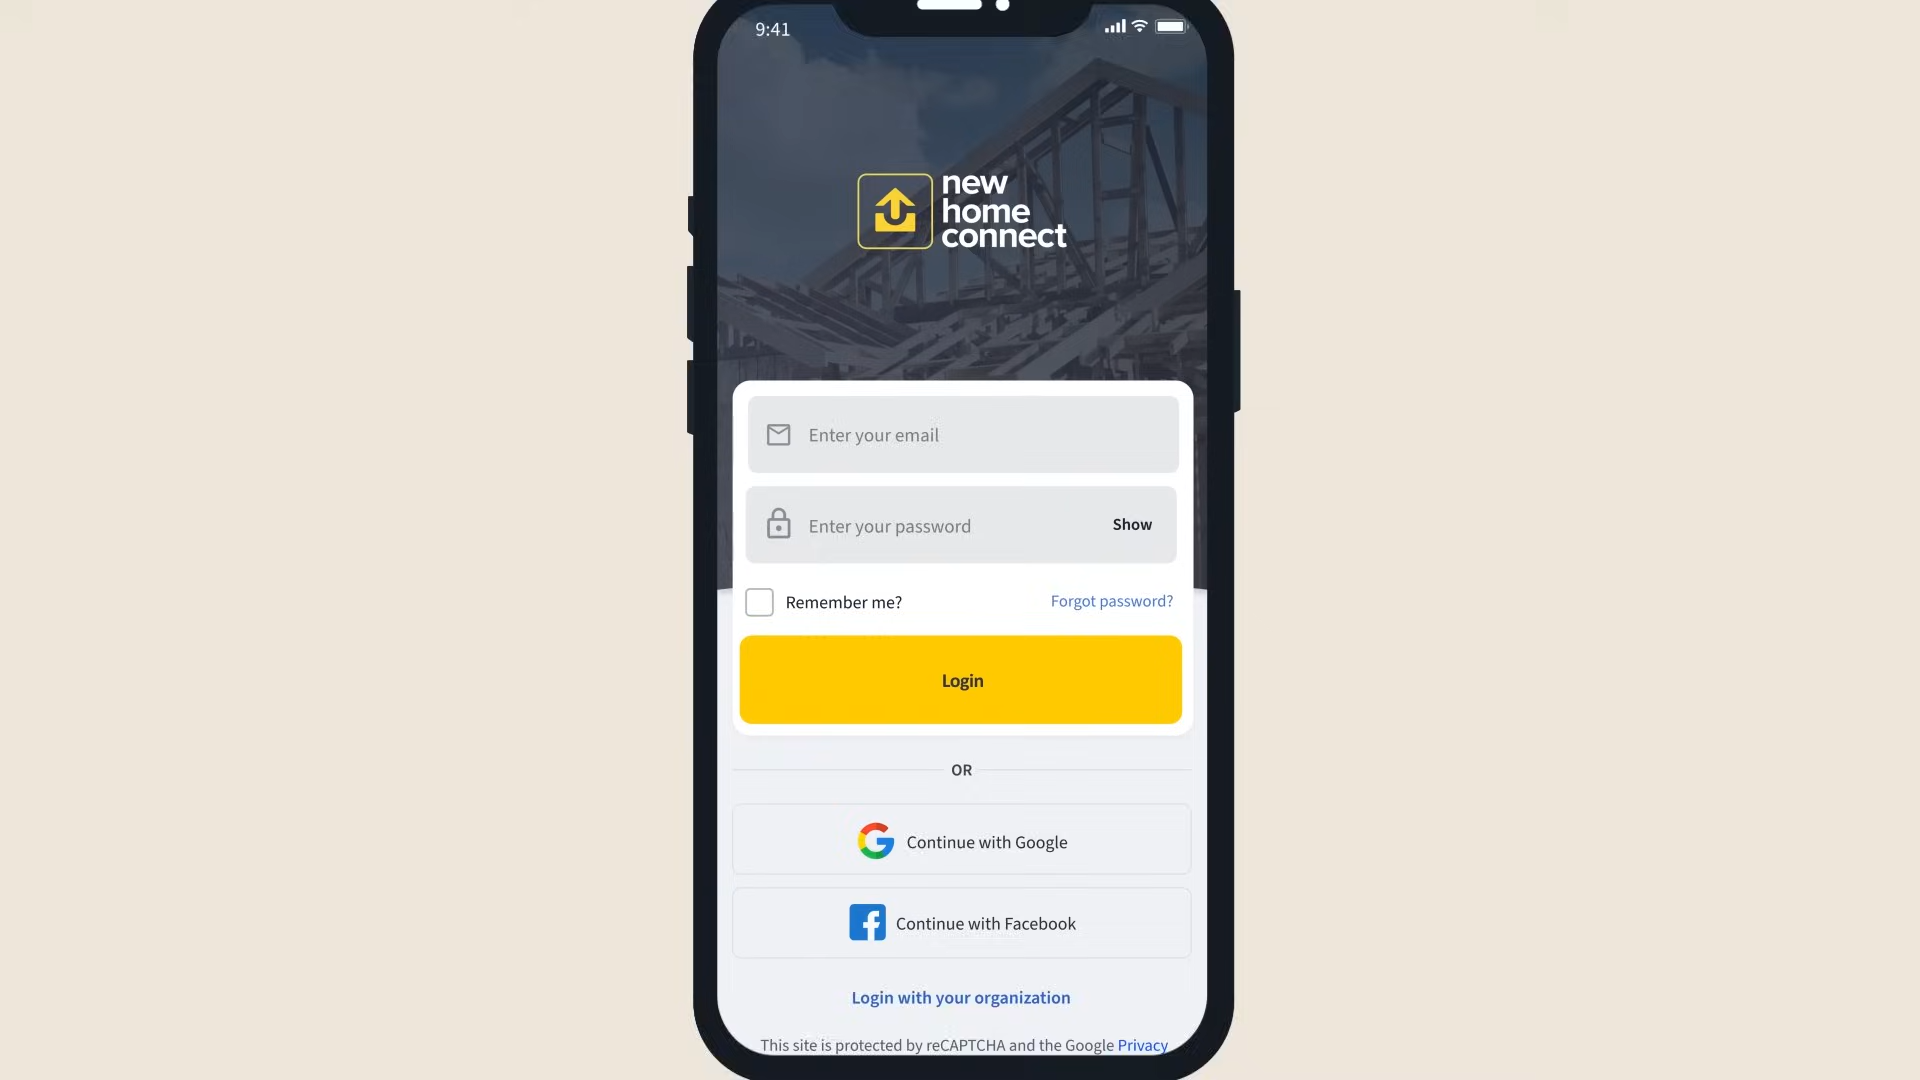 9:41
new
home
connect
Enter your email
Enter your password
Show
Remember me?
Forgot password?
Login
OR
Continue with Google
Continue with Facebook
Login with your organization
This site is protected by reCAPTCHA and the Google Privacy